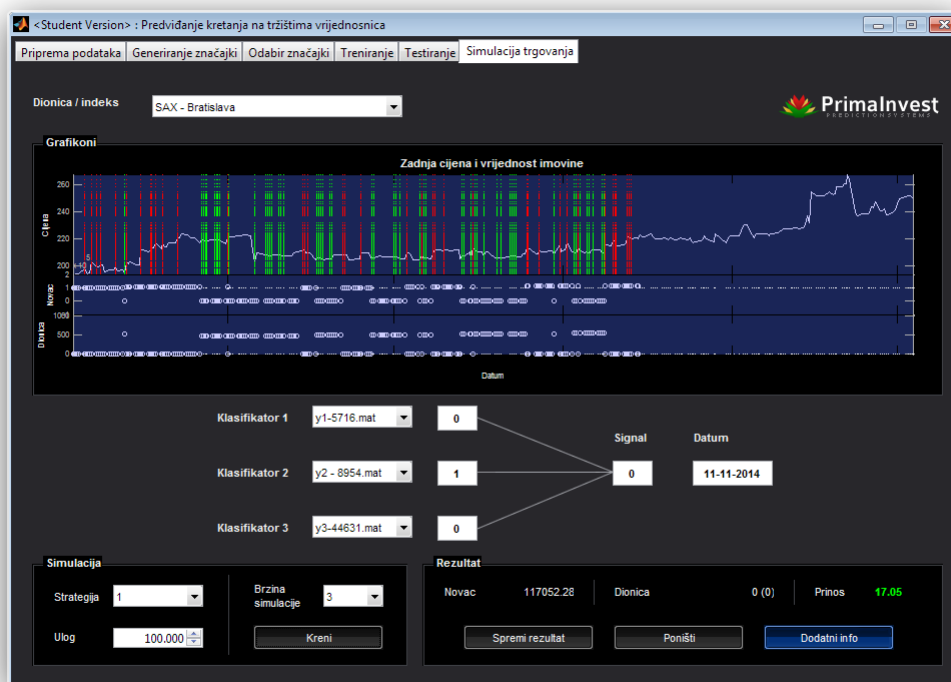 <Student Version> : Predviđanje kretanja na tržištima vrijednosnica
Priprema podataka Generiranje značajki Odabir značajki Treniranje Testiranje Simulacija trgovanja
Dionica / indeks SAX - Bratislava
PrimaInvest
PREDICTION SYSTEMS
Grafikoni
Zadnja cijena i vrijednost imovine
Cijena
260
240
220
200
Novac
2
1
0
Dionica
1000
500
0
Datum
Klasifikator 1 y1-5716.mat 0
Signal Datum
Klasifikator 2 y2 - 8954.mat 1 0 11-11-2014
Klasifikator 3 y3-44631.mat 0
Simulacija
Strategija 1 Brzina simulacije 3
Ulog 100.000 Kreni
Rezultat
Novac 117052.28 Dionica 0 (0) Prinos 17.05
Spremi rezultat Poništi Dodatni info